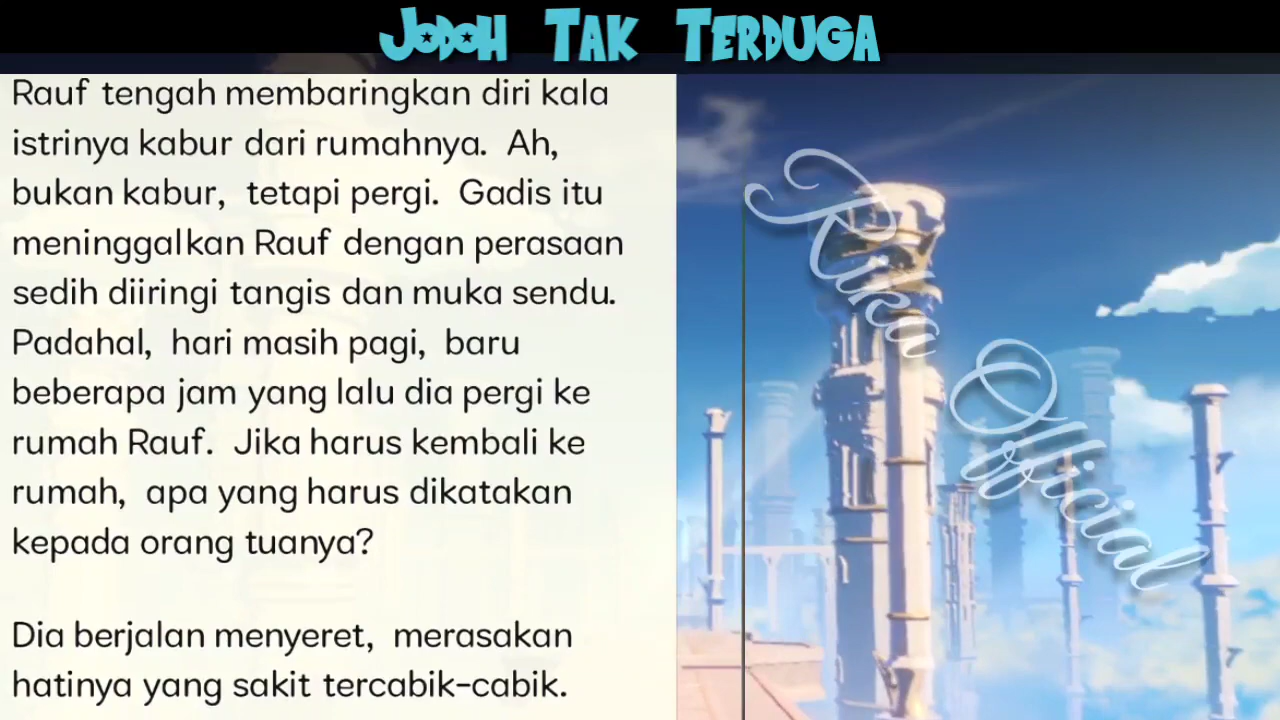 Jodoh Tak Terduga
Rauf tengah membaringkan diri kala
istrinya kabur dari rumahnya. Ah,
bukan kabur, tetapi pergi. Gadis itu
meninggalkan Rauf dengan perasaan
sedih diiringi tangis dan muka sendu.
Padahal, hari masih pagi, baru
beberapa jam yang lalu dia pergi ke
rumah Rauf. Jika harus kembali ke
rumah, apa yang harus dikatakan
kepada orang tuanya?
Dia berjalan menyeret, merasakan
hatinya yang sakit tercabik-cabik.
Rika Official